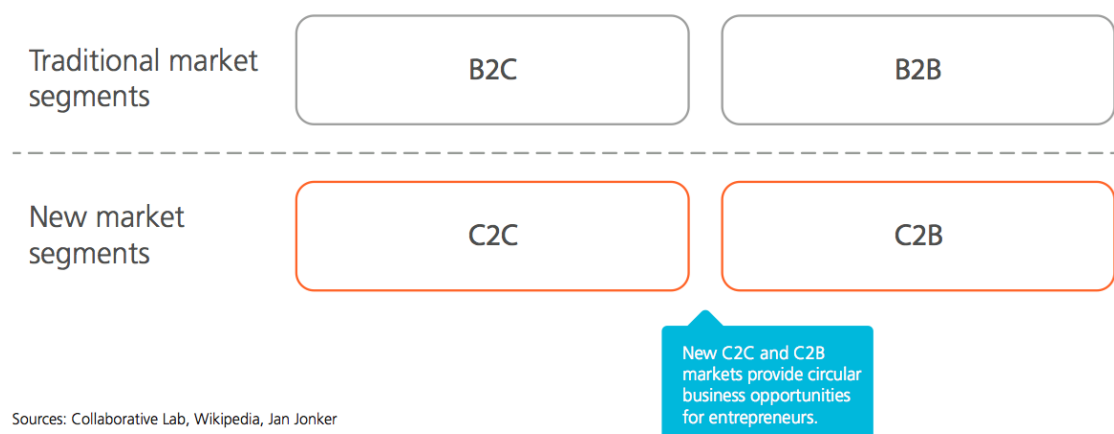 Traditional market
segments
B2C
B2B
New market
segments
C2C
C2B
New C2C and C2B
markets provide circular
business opportunities
for entrepreneurs.
Sources: Collaborative Lab, Wikipedia, Jan Jonker